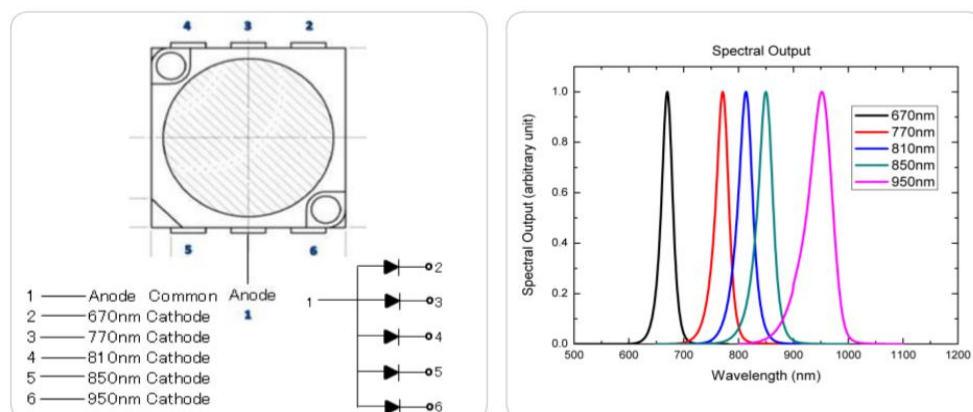 4 3 2
5 6
1 Anode Common Anode
1
2 670nm Cathode
3 770nm Cathode
4 810nm Cathode
5 850nm Cathode
6 950nm Cathode
1
2
3
4
5
6
Spectral Output
Spectral Output (arbitrary unit)
1.0
0.8
0.6
0.4
0.2
0.0
500 600 700 800 900 1000 1100 1200
Wavelength (nm)
670nm
770nm
810nm
850nm
950nm